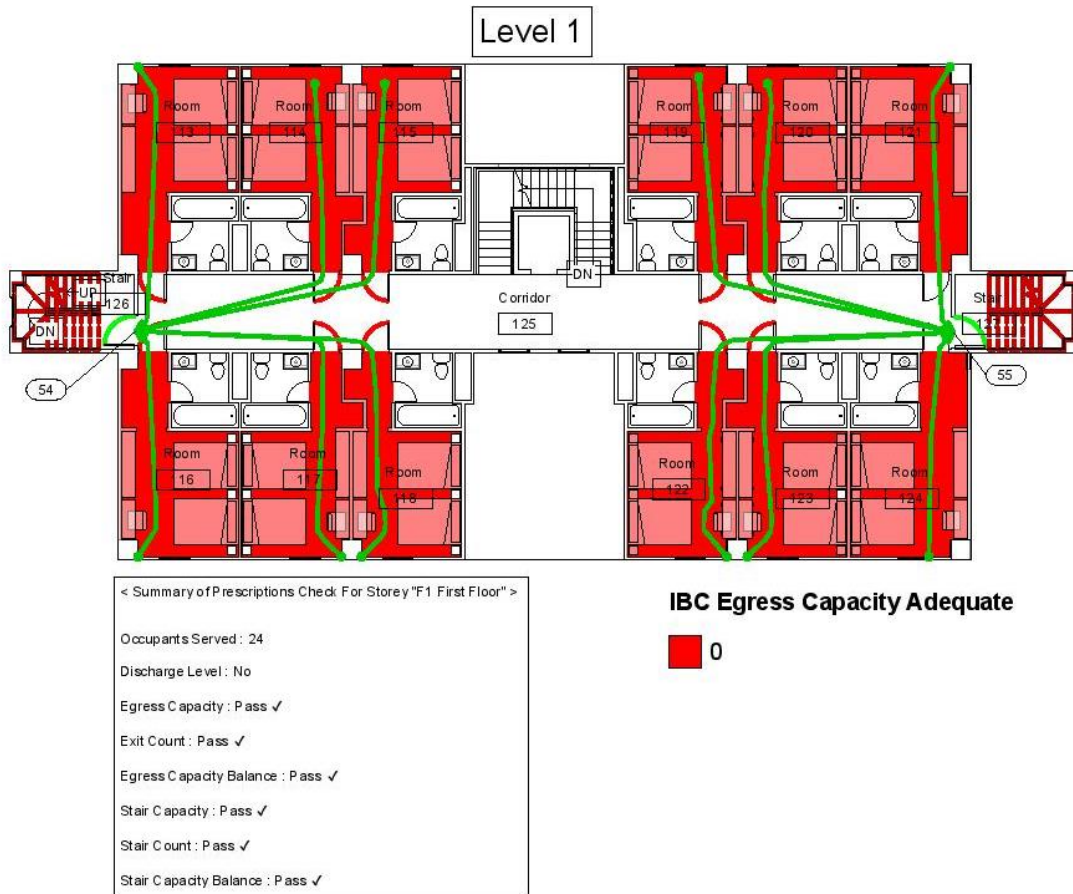 Level 1
Room
113
Room
114
Room
115
Room
119
Room
120
Room
121
Stair
126
UP
DN
DN
Corridor
125
Stair
54
55
Room
116
Room
117
Room
118
Room
122
Room
123
Room
124
< Summary of Prescriptions Check For Storey "F1 First Floor" >
Occupants Served : 24
Discharge Level : No
Egress Capacity : Pass ✓
Exit Count : Pass ✓
Egress Capacity Balance : Pass ✓
Stair Capacity : Pass ✓
Stair Count : Pass ✓
Stair Capacity Balance : Pass ✓
IBC Egress Capacity Adequate
0